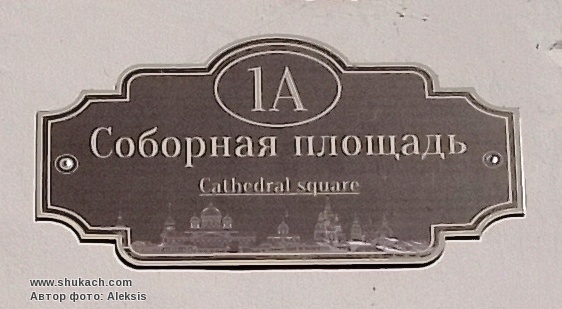 1А
Соборная площадь
Cathedral square
www.shukach.com
Автор фото: Aleksis